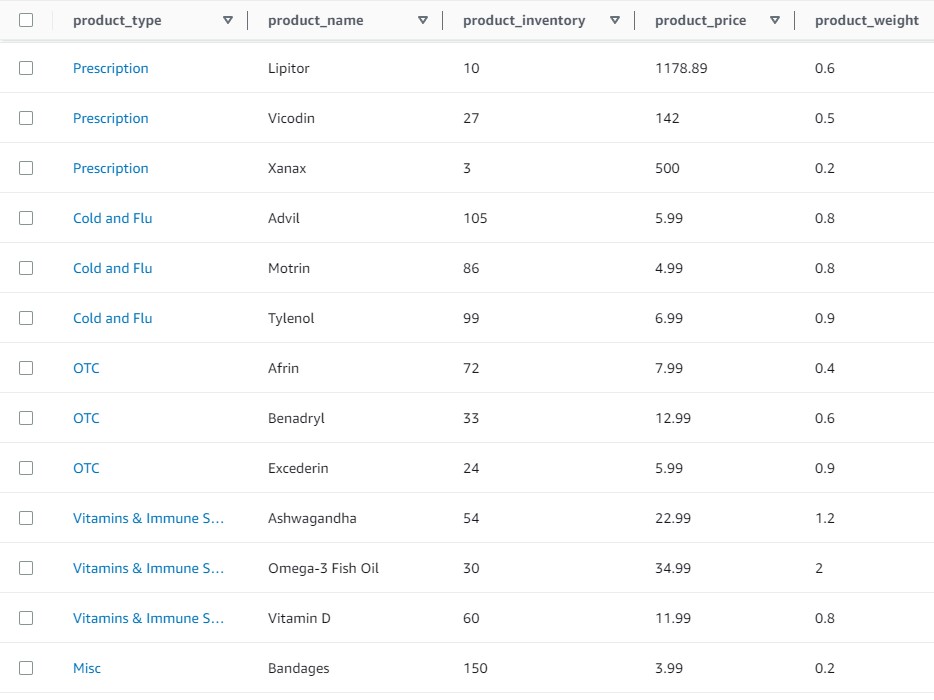 product_type product_name product_inventory product_price product_weight
Prescription Lipitor 10 1178.89 0.6
Prescription Vicodin 27 142 0.5
Prescription Xanax 3 500 0.2
Cold and Flu Advil 105 5.99 0.8
Cold and Flu Motrin 86 4.99 0.8
Cold and Flu Tylenol 99 6.99 0.9
OTC Afrin 72 7.99 0.4
OTC Benadryl 33 12.99 0.6
OTC Excederin 24 5.99 0.9
Vitamins & Immune S... Ashwagandha 54 22.99 1.2
Vitamins & Immune S... Omega-3 Fish Oil 30 34.99 2
Vitamins & Immune S... Vitamin D 60 11.99 0.8
Misc Bandages 150 3.99 0.2